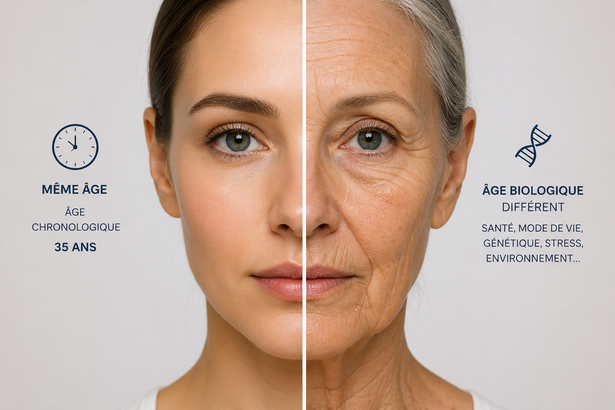 MÊME ÂGE
ÂGE
CHRONOLOGIQUE
35 ANS
ÂGE BIOLOGIQUE
DIFFÉRENT
SANTÉ, MODE DE VIE,
GÉNÉTIQUE, STRESS,
ENVIRONNEMENT...